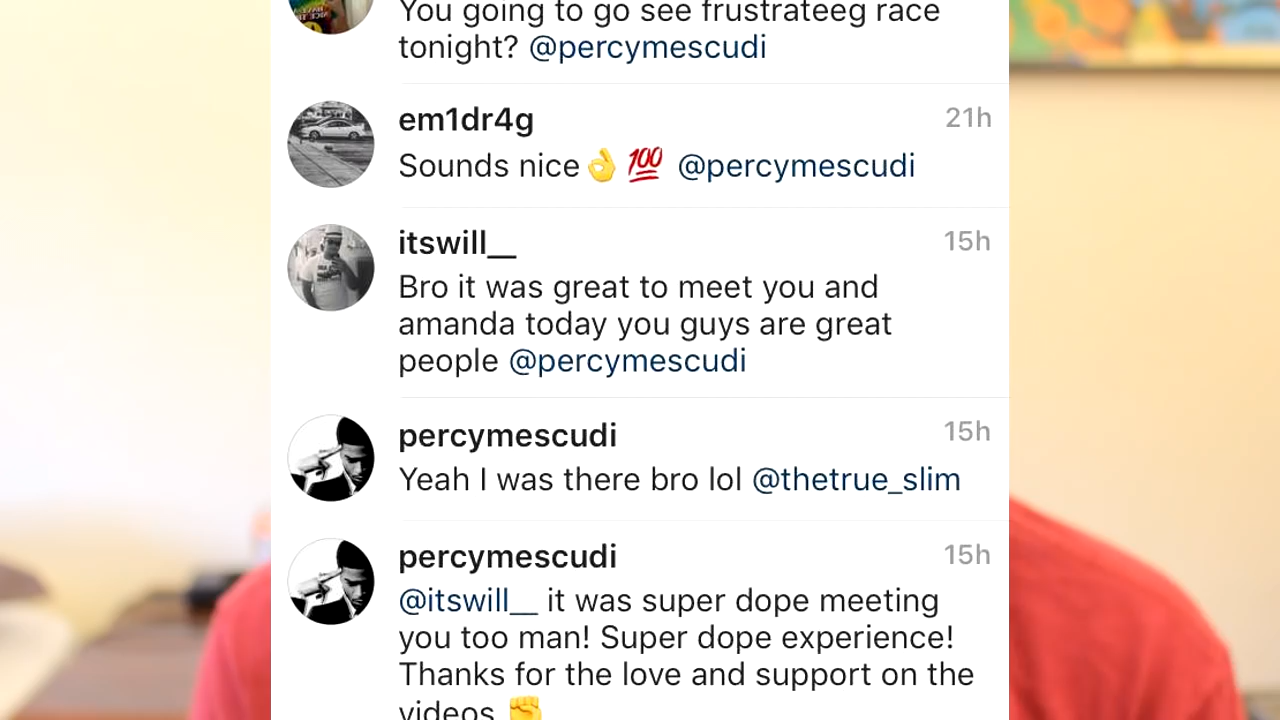 You going to go see frustrateeg race
tonight? @percymescudi
em1dr4g 21h
Sounds nice👌💯 @percymescudi
itswill__ 15h
Bro it was great to meet you and
amanda today you guys are great
people @percymescudi
percymescudi 15h
Yeah I was there bro lol @thetrue_slim
percymescudi 15h
@itswill__ it was super dope meeting
you too man! Super dope experience!
Thanks for the love and support on the
videos ✊